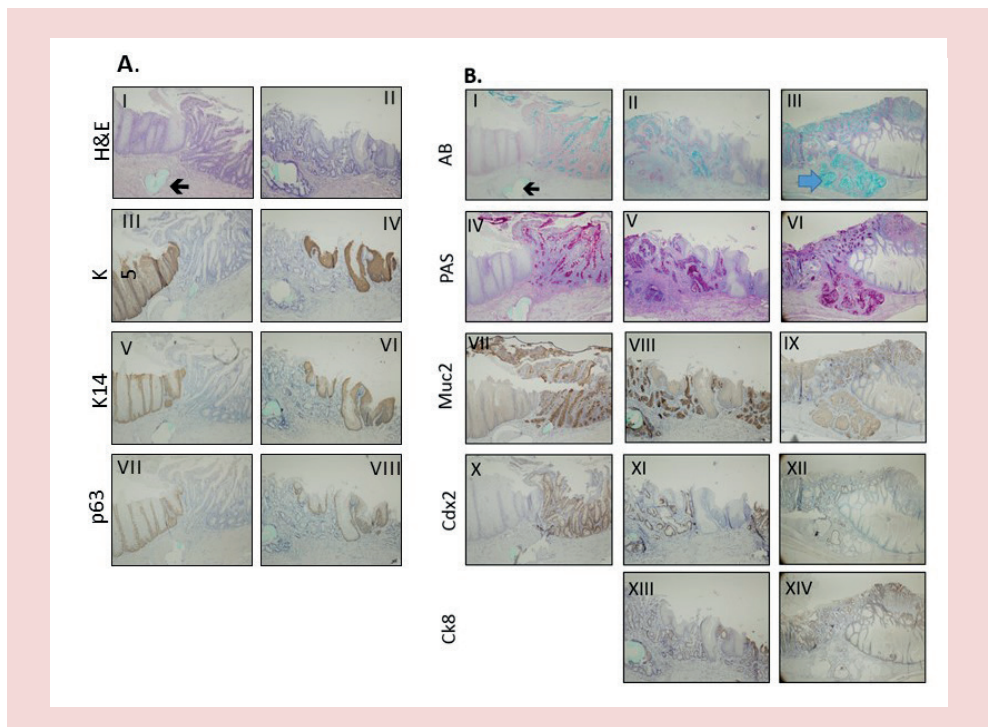 A.
I
II
H&E
III
IV
K
5
V
VI
K14
VII
VIII
p63
B.
I
II
III
AB
IV
V
VI
PAS
VII
VIII
IX
Muc2
X
XI
XII
Cdx2
XIII
XIV
Ck8